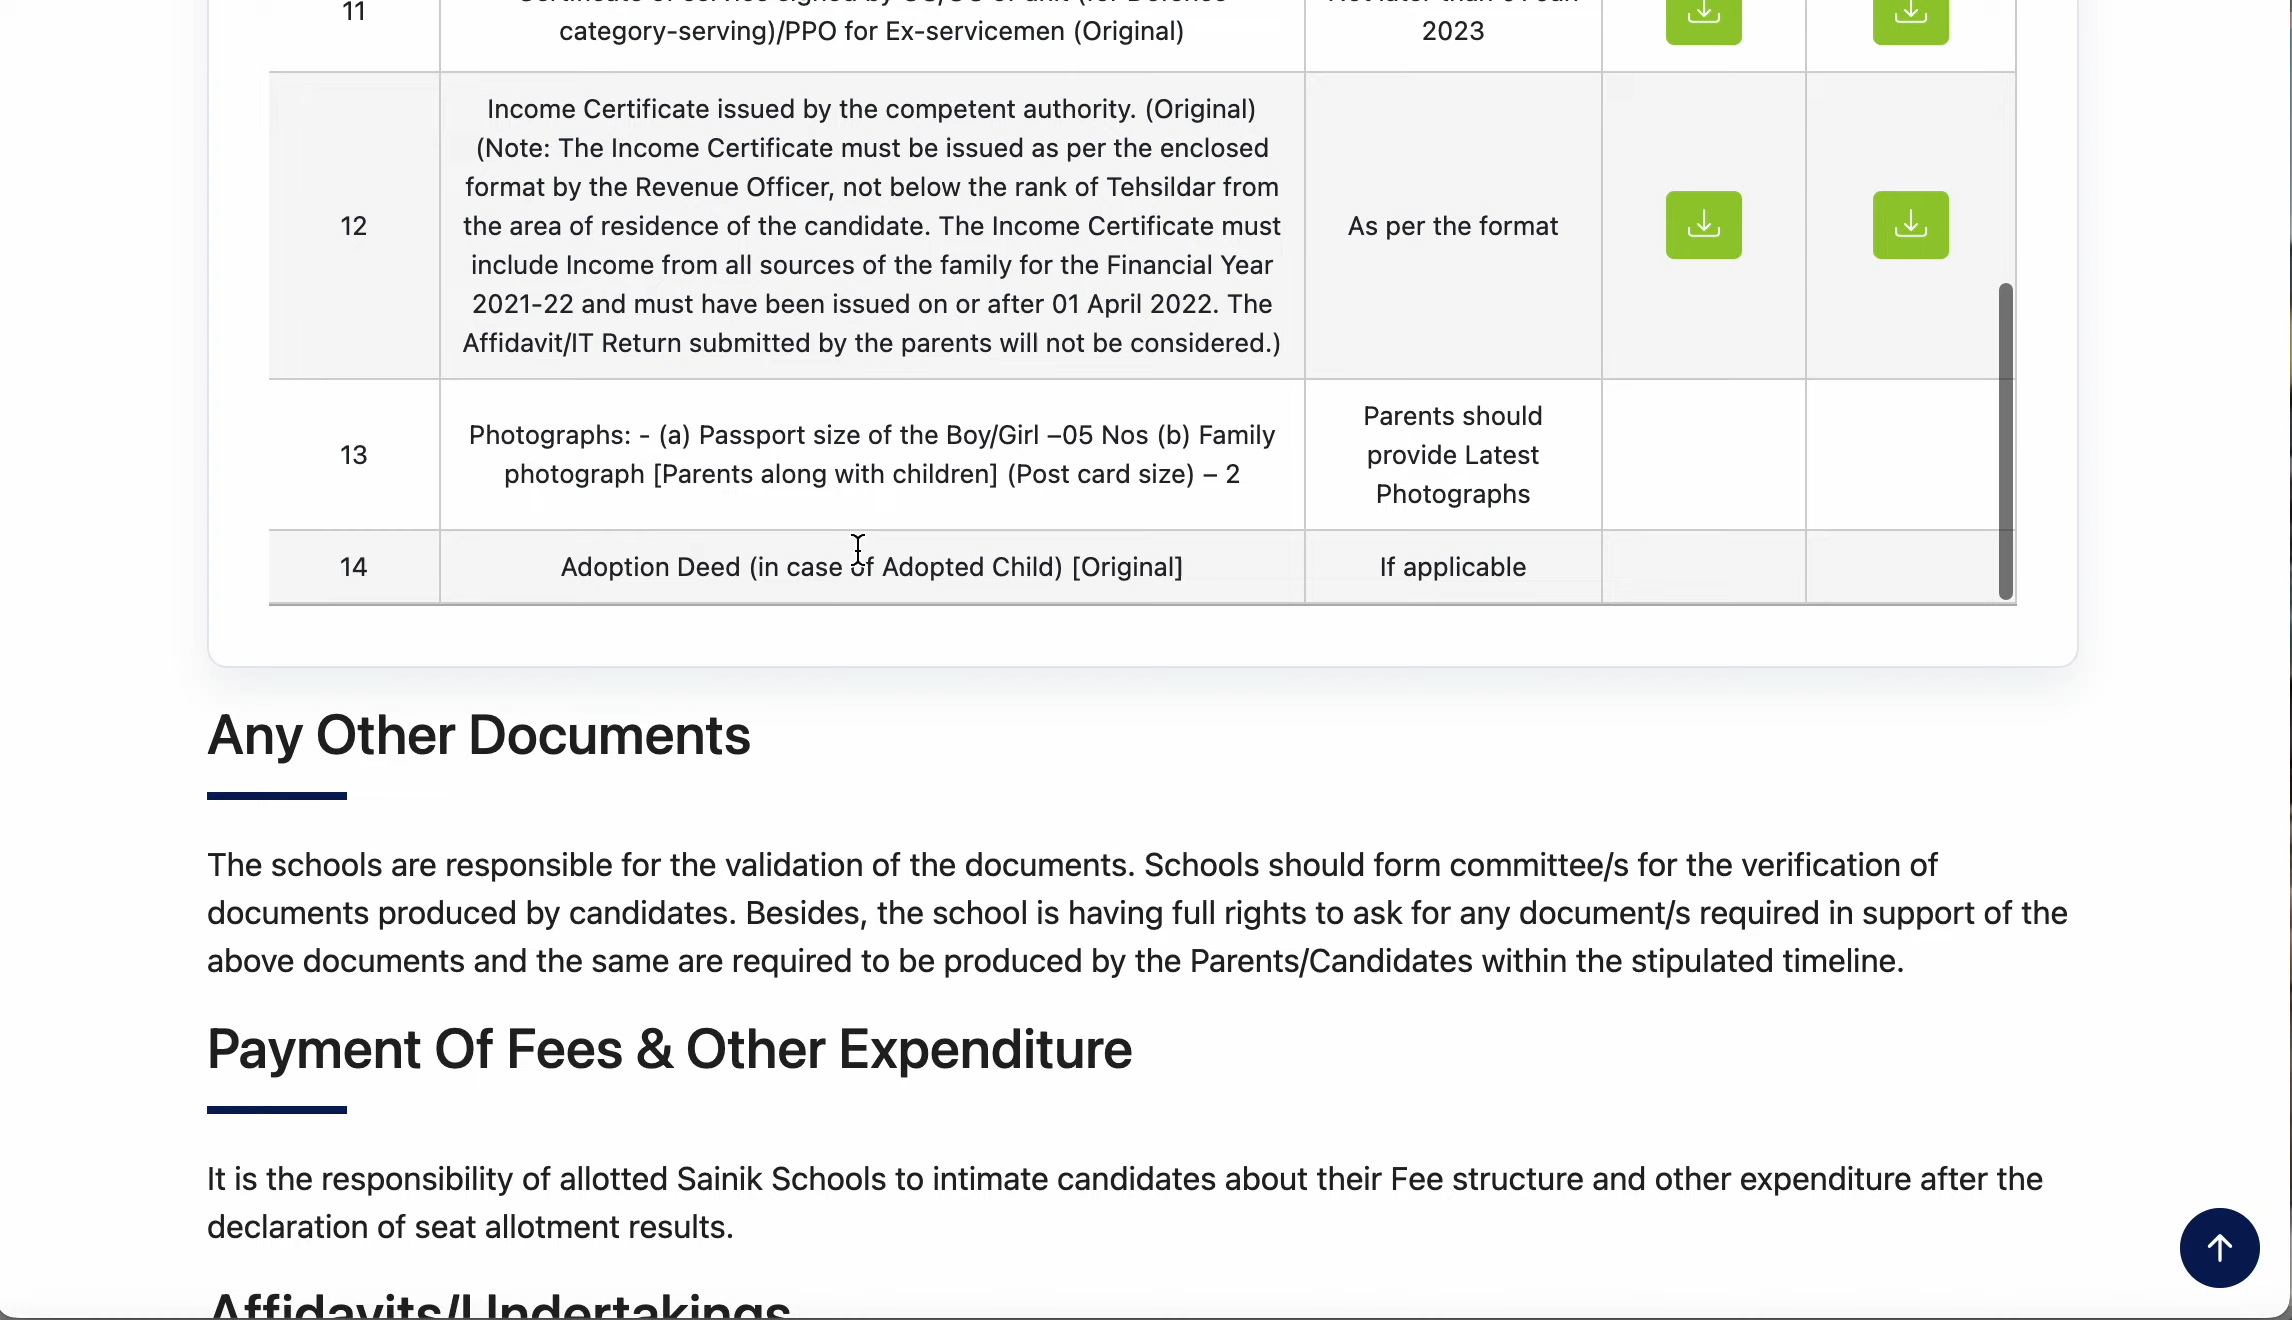 11
category-serving)/PPO for Ex-servicemen (Original)
2023
12
Income Certificate issued by the competent authority. (Original)
(Note: The Income Certificate must be issued as per the enclosed
format by the Revenue Officer, not below the rank of Tehsildar from
the area of residence of the candidate. The Income Certificate must
include Income from all sources of the family for the Financial Year
2021-22 and must have been issued on or after 01 April 2022. The
Affidavit/IT Return submitted by the parents will not be considered.)
As per the format
13
Photographs: - (a) Passport size of the Boy/Girl –05 Nos (b) Family
photograph [Parents along with children] (Post card size) – 2
Parents should
provide Latest
Photographs
14
Adoption Deed (in case of Adopted Child) [Original]
If applicable
Any Other Documents
The schools are responsible for the validation of the documents. Schools should form committee/s for the verification of
documents produced by candidates. Besides, the school is having full rights to ask for any document/s required in support of the
above documents and the same are required to be produced by the Parents/Candidates within the stipulated timeline.
Payment Of Fees & Other Expenditure
It is the responsibility of allotted Sainik Schools to intimate candidates about their Fee structure and other expenditure after the
declaration of seat allotment results.
Affidavits/Undertakings